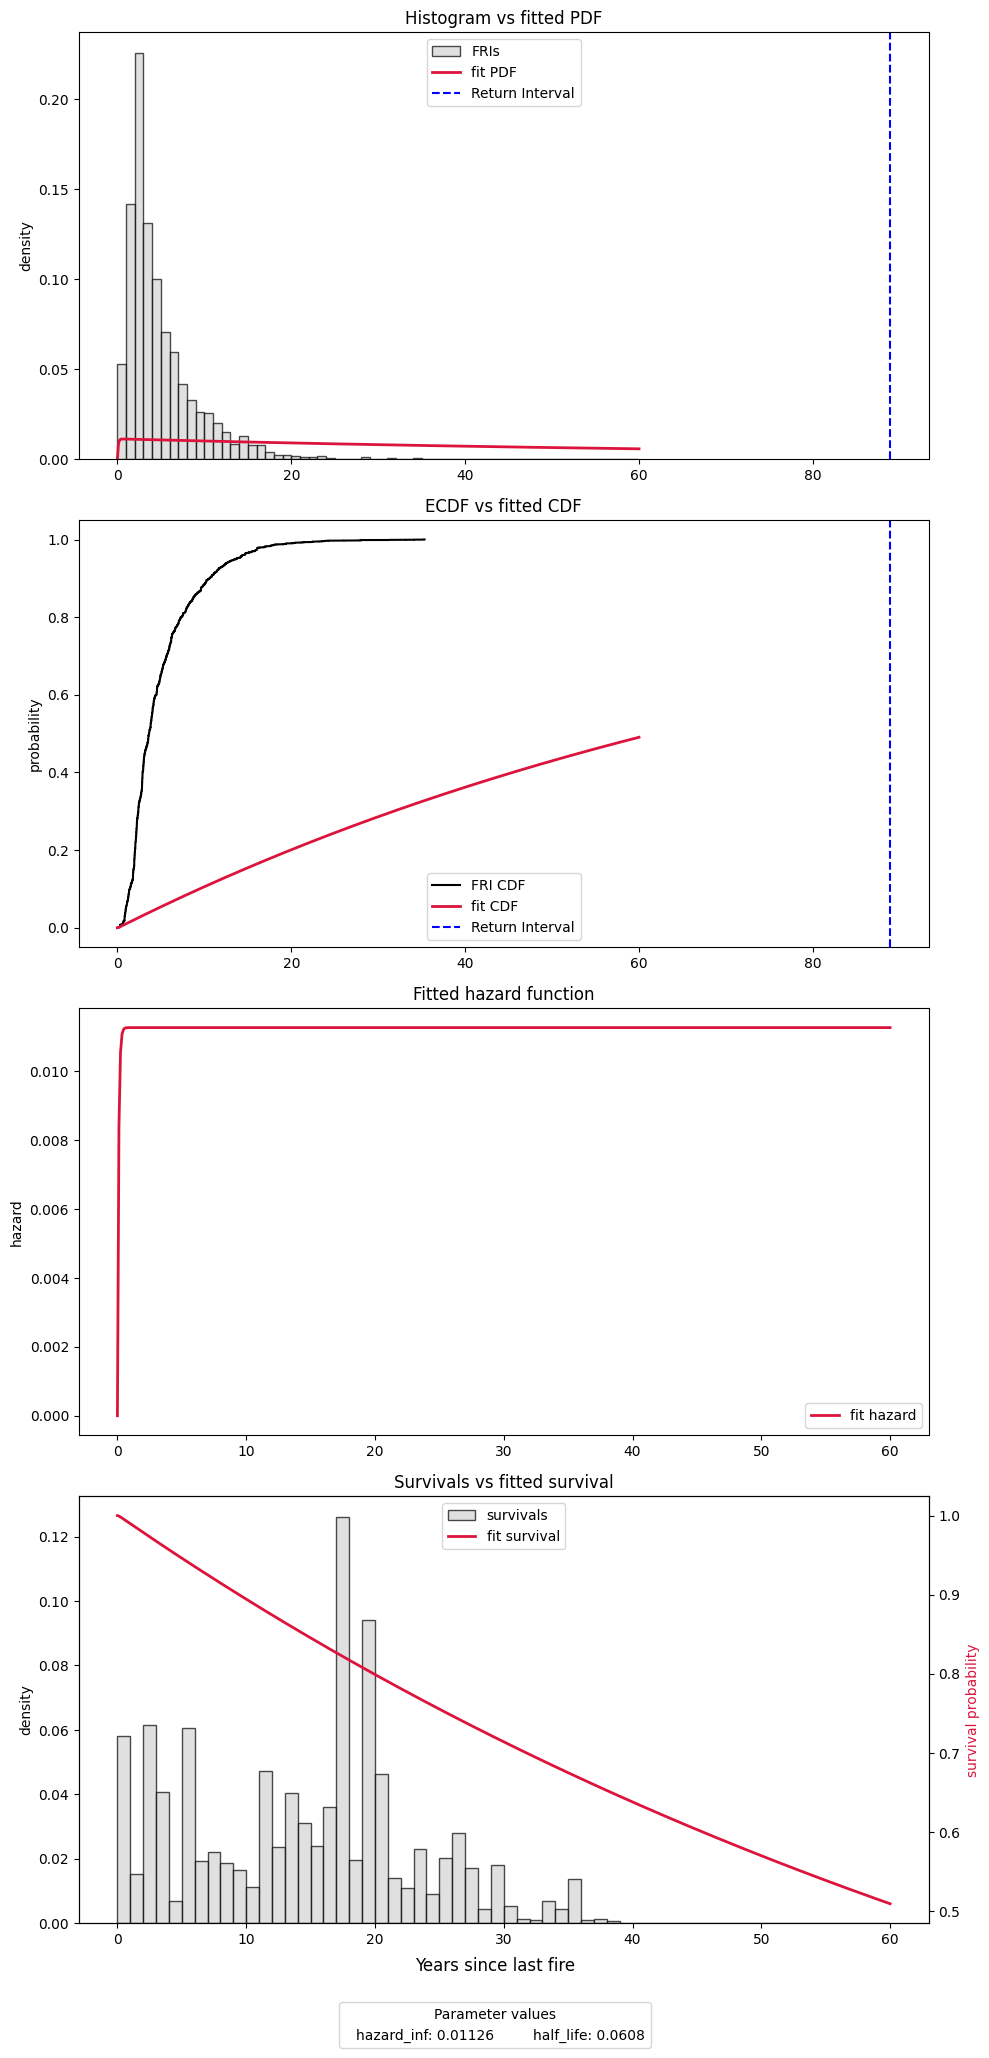 Histogram vs fitted PDF
FRIs
fit PDF
Return Interval
density
0.20
0.15
0.10
0.05
0.00
0 20 40 60 80
ECDF vs fitted CDF
probability
1.0
0.8
0.6
0.4
0.2
0.0
FRI CDF
fit CDF
Return Interval
0 20 40 60 80
Fitted hazard function
hazard
0.010
0.008
0.006
0.004
0.002
0.000
fit hazard
0 10 20 30 40 50 60
Survivals vs fitted survival
survivals
fit survival
density
0.12
0.10
0.08
0.06
0.04
0.02
0.00
1.0
0.9
0.8
0.7
0.6
0.5
survival probability
0 10 20 30 40 50 60
Years since last fire
Parameter values
hazard_inf: 0.01126 half_life: 0.0608